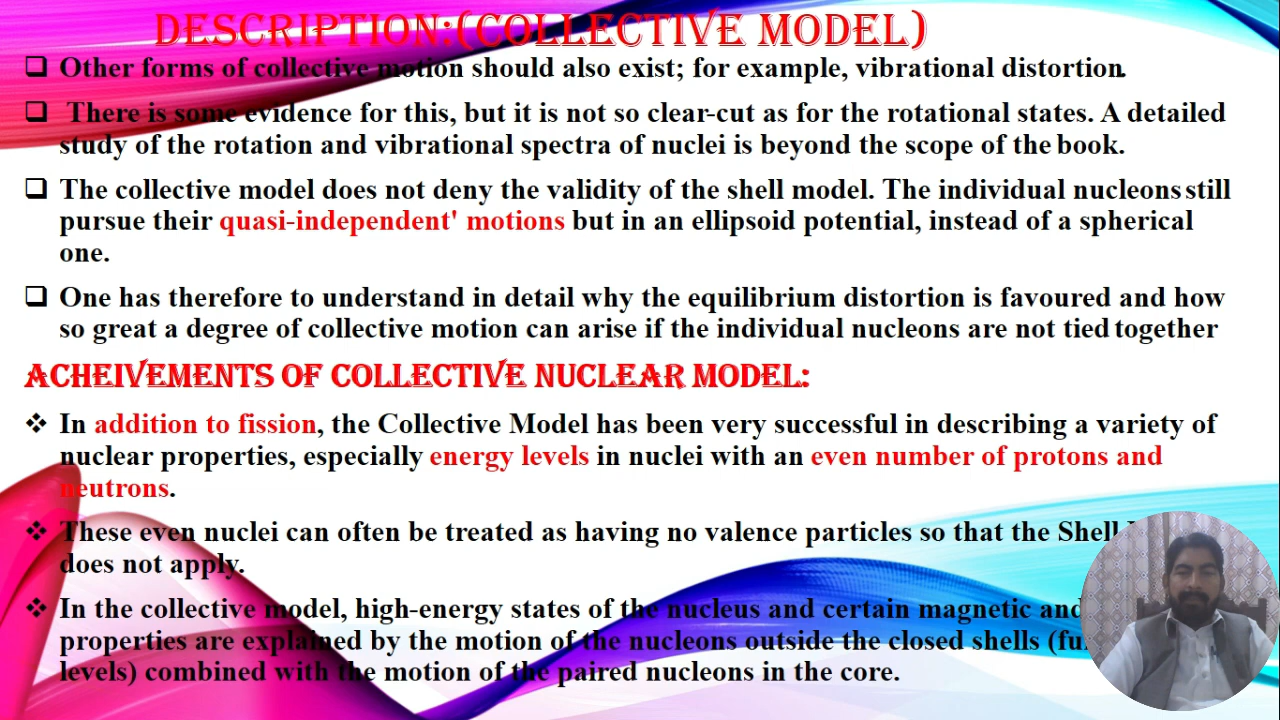 DESCRIPTION:(COLLECTIVE MODEL)
Other forms of collective motion should also exist; for example, vibrational distortion.
There is some evidence for this, but it is not so clear-cut as for the rotational states. A detailed
study of the rotation and vibrational spectra of nuclei is beyond the scope of the book.
The collective model does not deny the validity of the shell model. The individual nucleons still
pursue their quasi-independent' motions but in an ellipsoid potential, instead of a spherical
one.
One has therefore to understand in detail why the equilibrium distortion is favoured and how
so great a degree of collective motion can arise if the individual nucleons are not tied together
ACHEIVEMENTS OF COLLECTIVE NUCLEAR MODEL:
In addition to fission, the Collective Model has been very successful in describing a variety of
nuclear properties, especially energy levels in nuclei with an even number of protons and
neutrons.
These even nuclei can often be treated as having no valence particles so that the Shell
does not apply.
In the collective model, high-energy states of the nucleus and certain magnetic and
properties are explained by the motion of the nucleons outside the closed shells
levels) combined with the motion of the paired nucleons in the core.